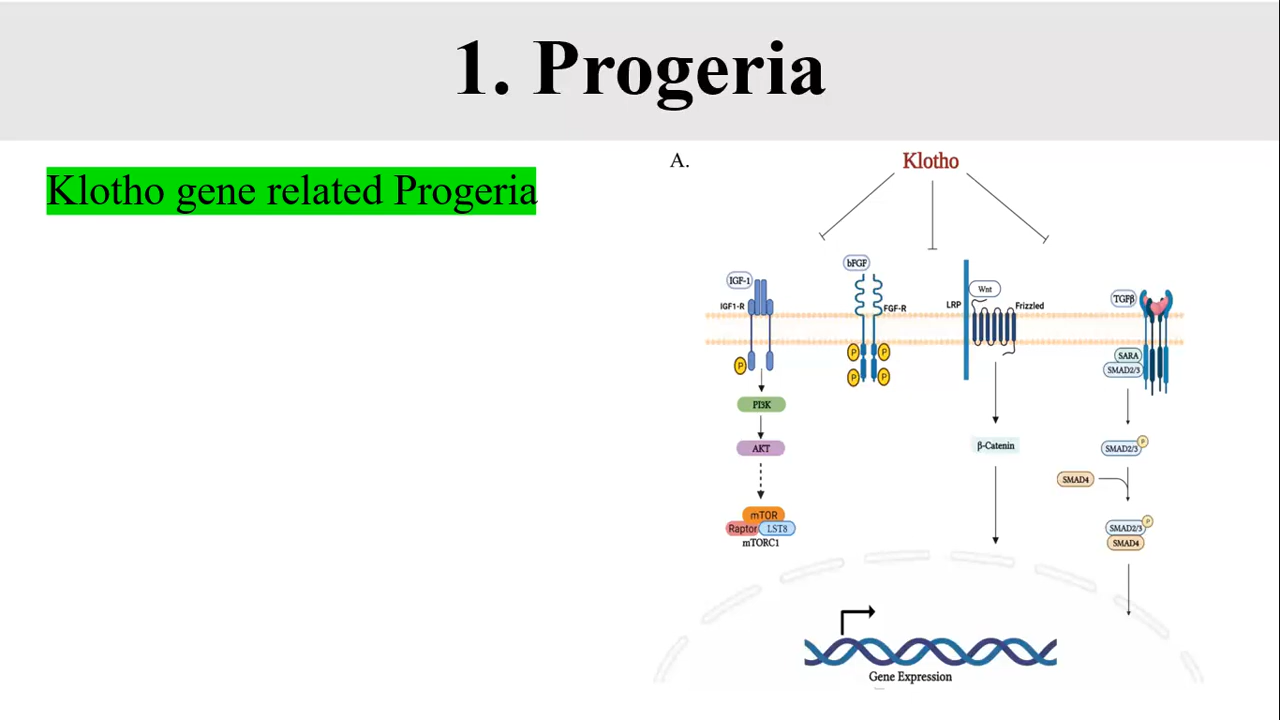 1. Progeria
Klotho gene related Progeria
A.
Klotho
IGF-1
IGF1-R
bFGF
FGF-R
LRP
Wnt
Frizzled
TGFβ
P
P
P
P
P
SARA
SMAD2/3
PI3K
AKT
β-Catenin
SMAD2/3
P
SMAD4
mTOR
Raptor
LST8
mTORC1
SMAD2/3
P
SMAD4
Gene Expression